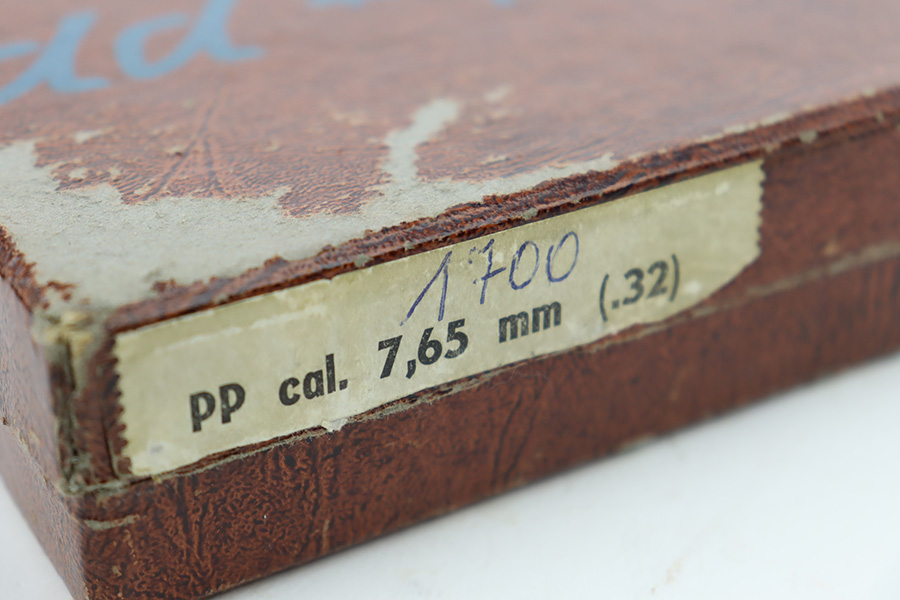 1700
pp cal. 7,65 mm (.32)